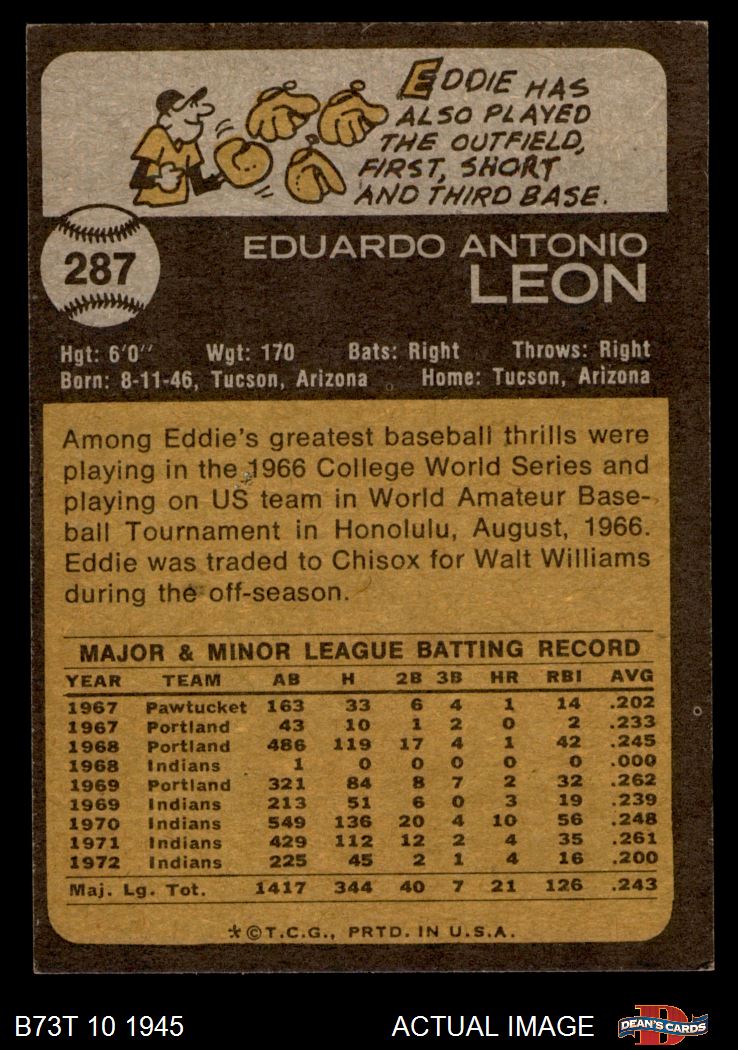 EDDIE HAS
ALSO PLAYED
THE OUTFIELD,
FIRST, SHORT
AND THIRD BASE.
287
EDUARDO ANTONIO
LEON
Hgt: 6'0" Wgt: 170 Bats: Right Throws: Right
Born: 8-11-46, Tucson, Arizona Home: Tucson, Arizona
Among Eddie's greatest baseball thrills were
playing in the 1966 College World Series and
playing on US team in World Amateur Base-
ball Tournament in Honolulu, August, 1966.
Eddie was traded to Chisox for Walt Williams
during the off-season.
MAJOR & MINOR LEAGUE BATTING RECORD
YEAR TEAM AB H 2B 3B HR RBI AVG
1967 Pawtucket 163 33 6 4 1 14 .202
1967 Portland 43 10 1 2 0 2 .233
1968 Portland 486 119 17 4 1 42 .245
1968 Indians 1 0 0 0 0 0 .000
1969 Portland 321 84 8 7 2 32 .262
1969 Indians 213 51 6 0 3 19 .239
1970 Indians 549 136 20 4 10 56 .248
1971 Indians 429 112 12 2 4 35 .261
1972 Indians 225 45 2 1 4 16 .200
Maj. Lg. Tot. 1417 344 40 7 21 126 .243
*©T.C.G., PRTD. IN U.S.A.
B73T 10 1945 ACTUAL IMAGE D DEAN'S CARDS